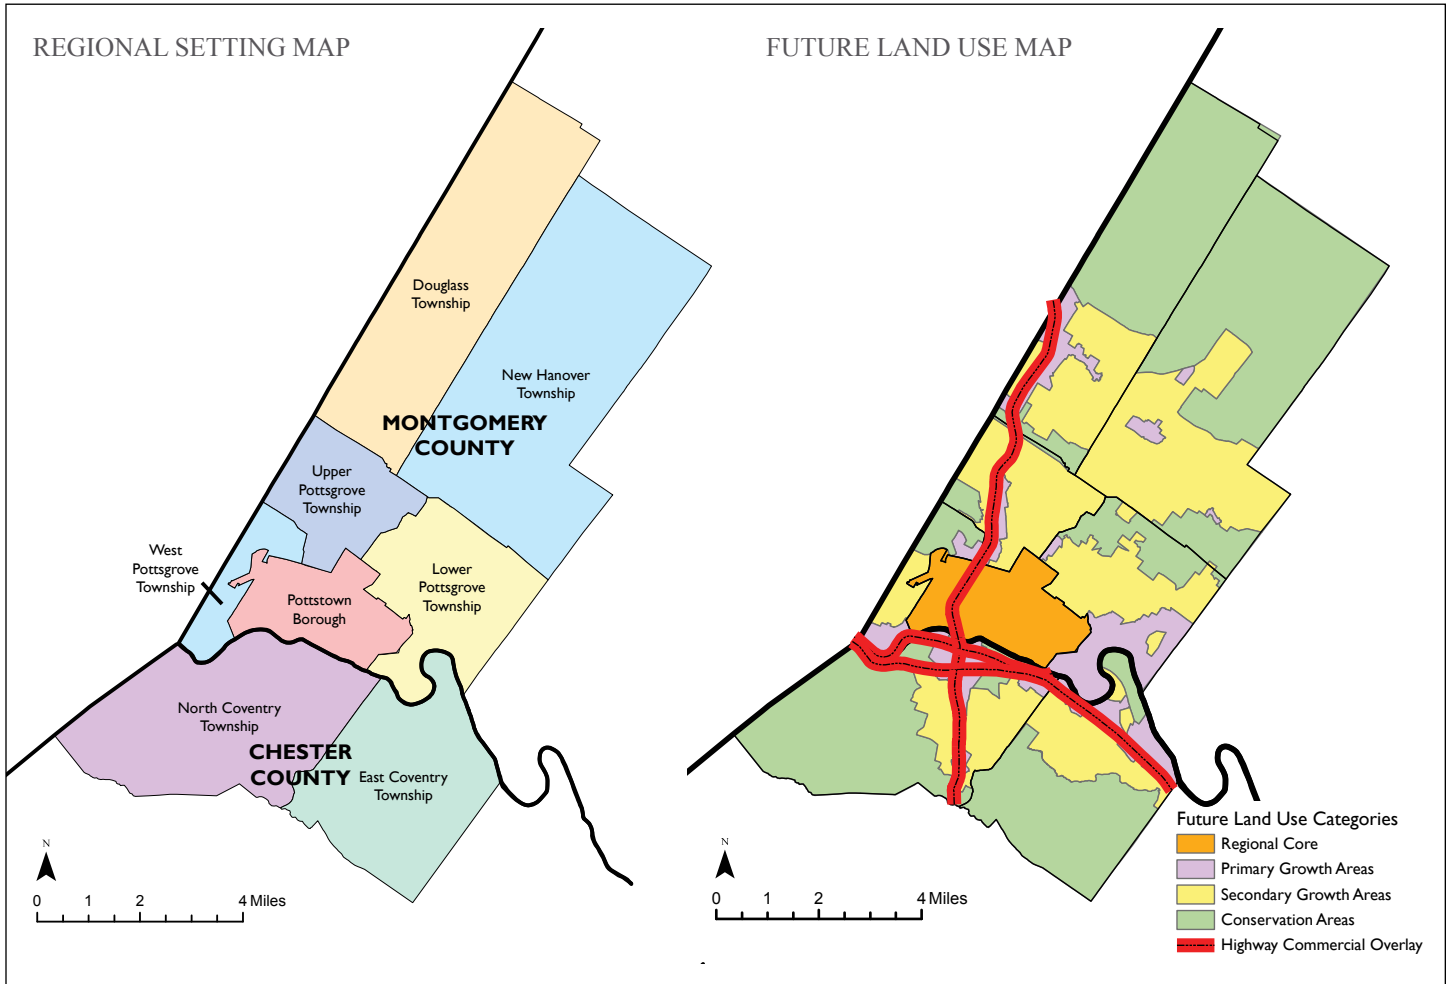 REGIONAL SETTING MAP
Douglass
Township
New Hanover
Township
MONTGOMERY
COUNTY
Upper
Pottsgrove
Township
West
Pottsgrove
Township
Lower
Pottsgrove
Township
Pottstown
Borough
North Coventry
Township
CHESTER
COUNTY
East Coventry
Township
N
0 1 2 4 Miles
FUTURE LAND USE MAP
N
0 1 2 4 Miles
Future Land Use Categories
Regional Core
Primary Growth Areas
Secondary Growth Areas
Conservation Areas
Highway Commercial Overlay